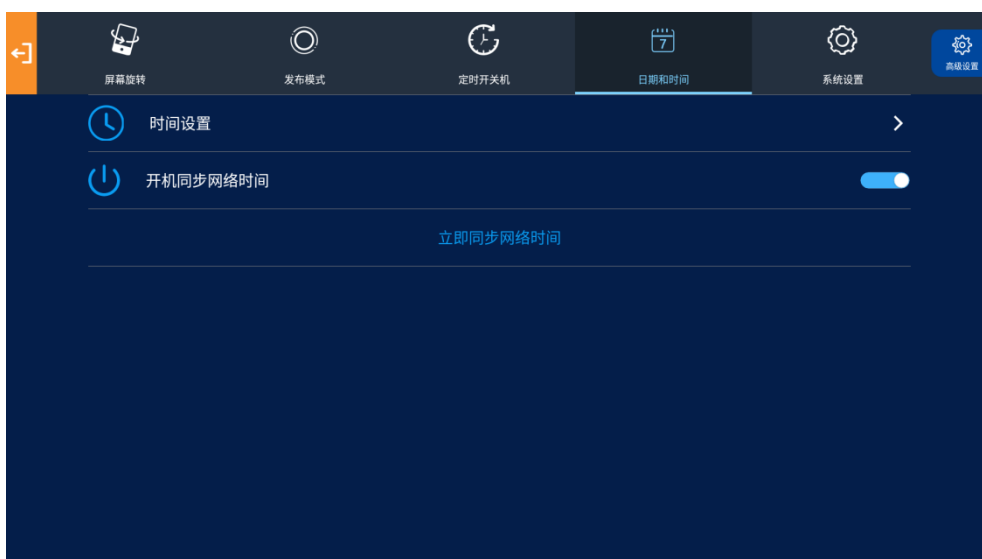 屏幕旋转
发布模式
定时开关机
7
日期和时间
系统设置
高级设置
时间设置
开机同步网络时间
立即同步网络时间